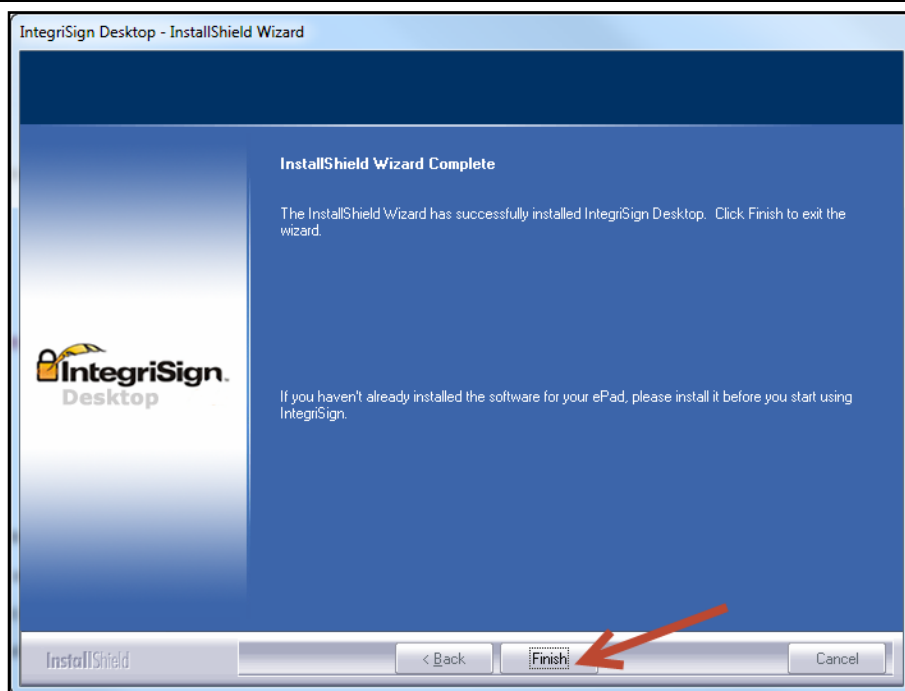 IntegriSign Desktop - InstallShield Wizard
InstallShield Wizard Complete
The InstallShield Wizard has successfully installed IntegriSign Desktop. Click Finish to exit the
wizard.
IntegriSign.
Desktop
If you haven't already installed the software for your ePad, please install it before you start using
IntegriSign.
InstallShield
< Back
Finish
Cancel